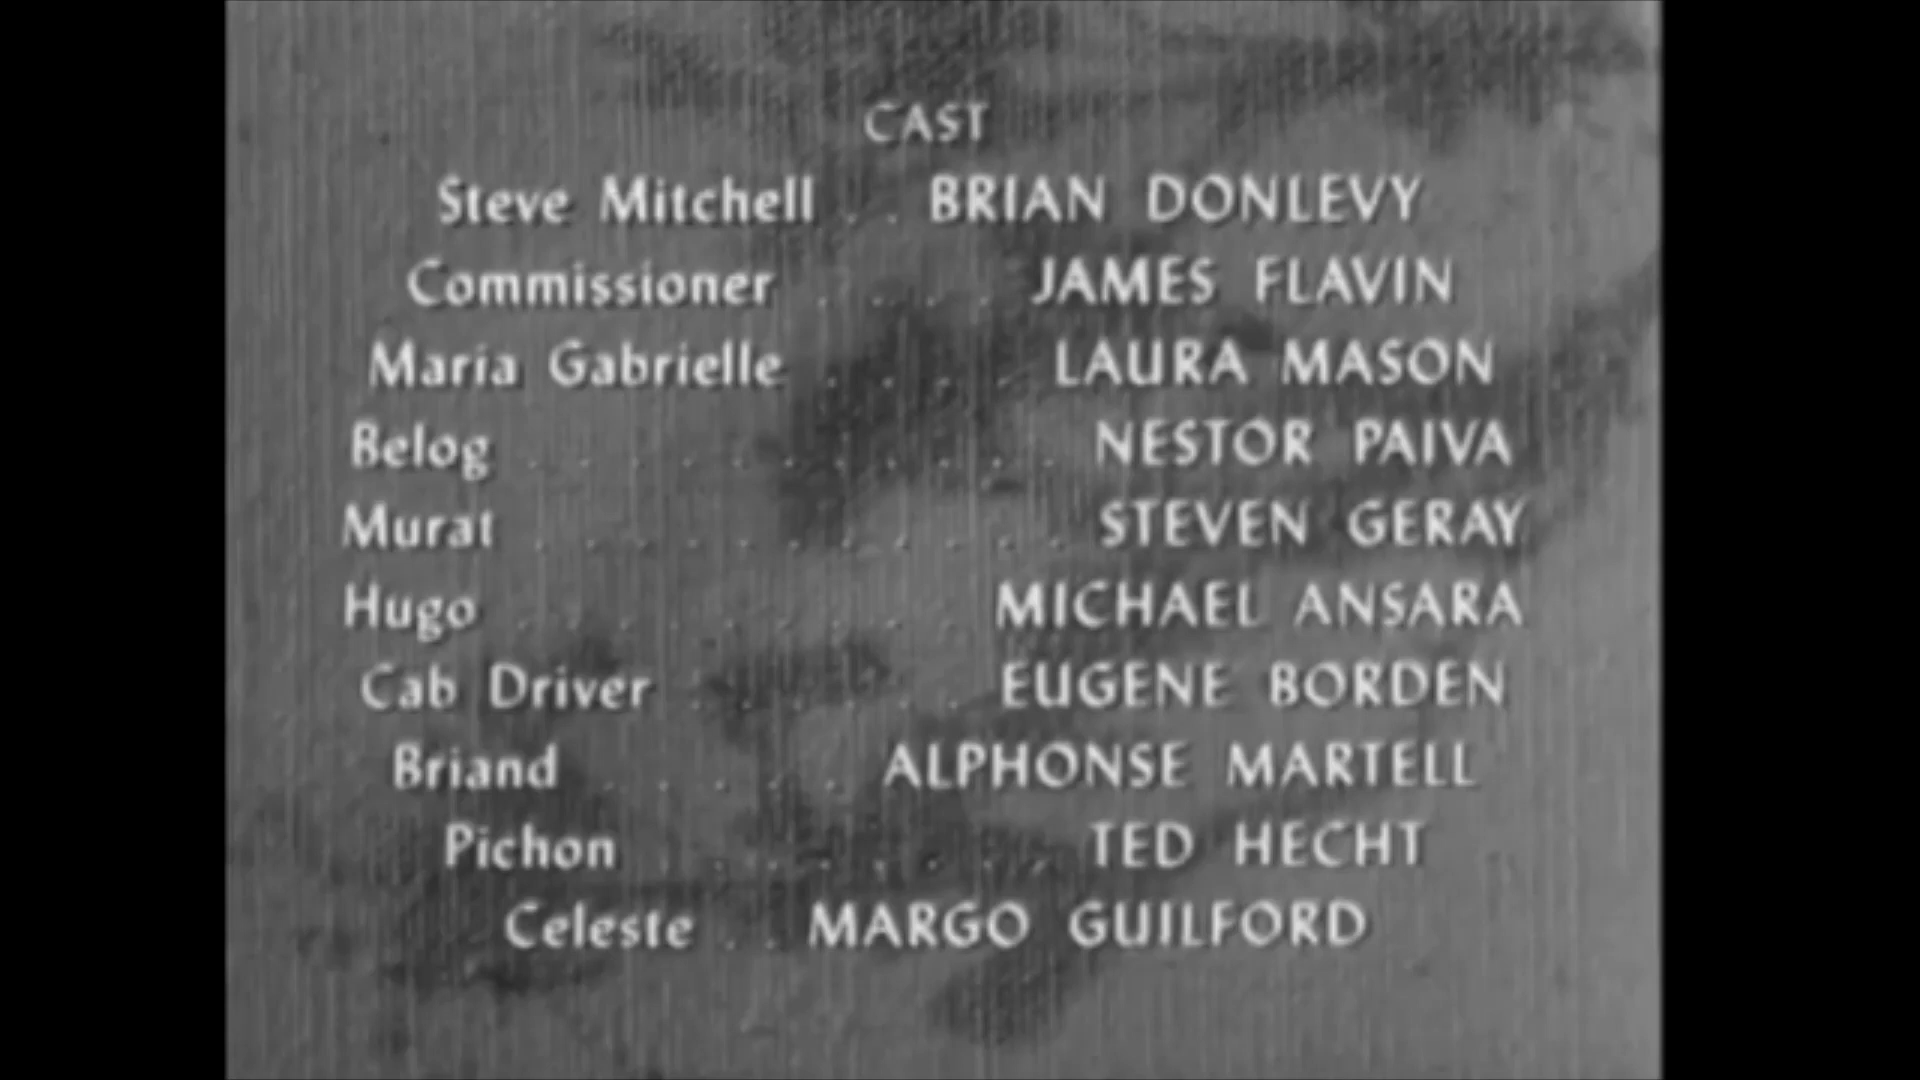 CAST
Steve Mitchell . . BRIAN DONLEVY
Commissioner . . . . JAMES FLAVIN
Maria Gabrielle . . . . LAURA MASON
Belog . . . . . . . . . . . NESTOR PAIVA
Murat . . . . . . . . . . . STEVEN GERAY
Hugo . . . . . . . . MICHAEL ANSARA
Cab Driver . . . . . . EUGENE BORDEN
Briand . . . . . ALPHONSE MARTELL
Pichon . . . . . . . . TED HECHT
Celeste . . MARGO GUILFORD